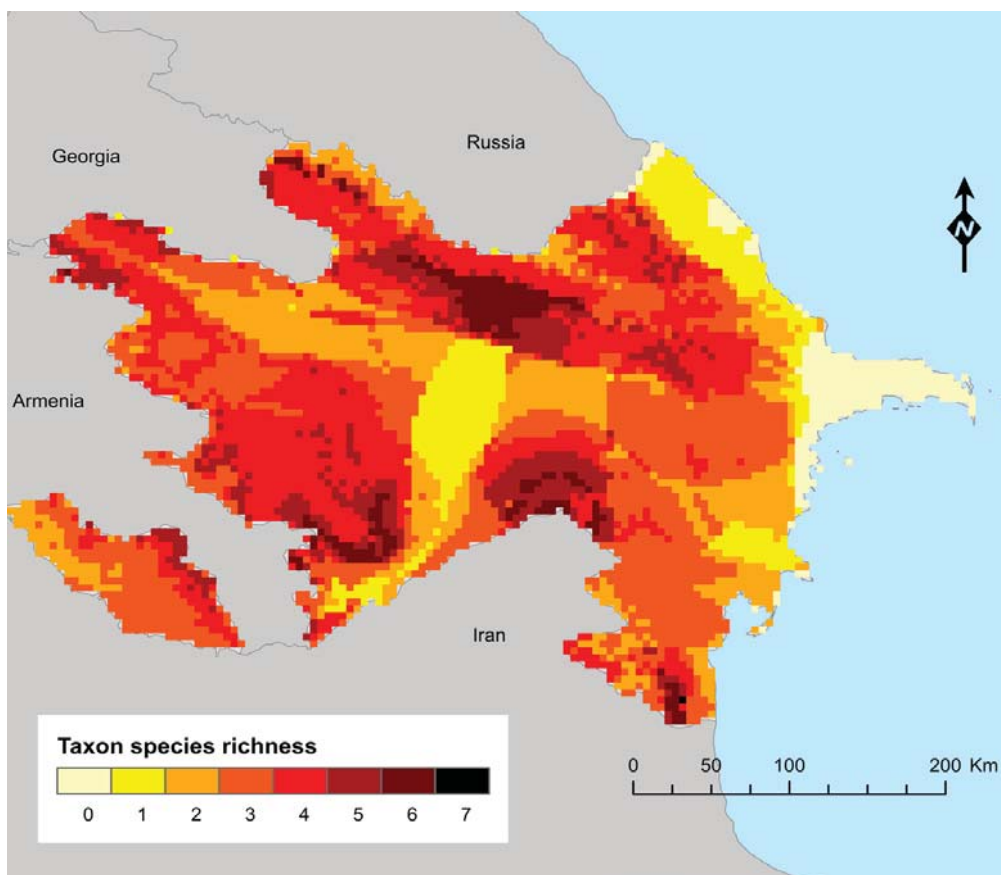 Georgia
Russia
N
Armenia
Iran
Taxon species richness
0 1 2 3 4 5 6 7
0 50 100 200 Km